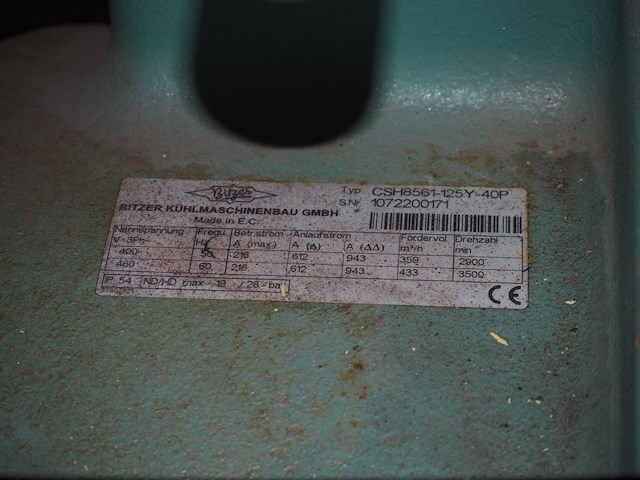 Bitzer
Typ CSH8561-125Y-40P
S.Nr. 1072200171
BITZER KÜHLMASCHINENBAU GMBH
Made in E.C.
Nennspannung Frequ. Betr.strom Anlaufstrom Fördervol. Drehzahl
V-3Ph Hz A (max) A (Δ) A (ΔΔ) m³/h min
400 50 216 612 943 359 2900
460 60 216 612 943 433 3500
IP 54 ND/HD max 19 / 28 bar CE